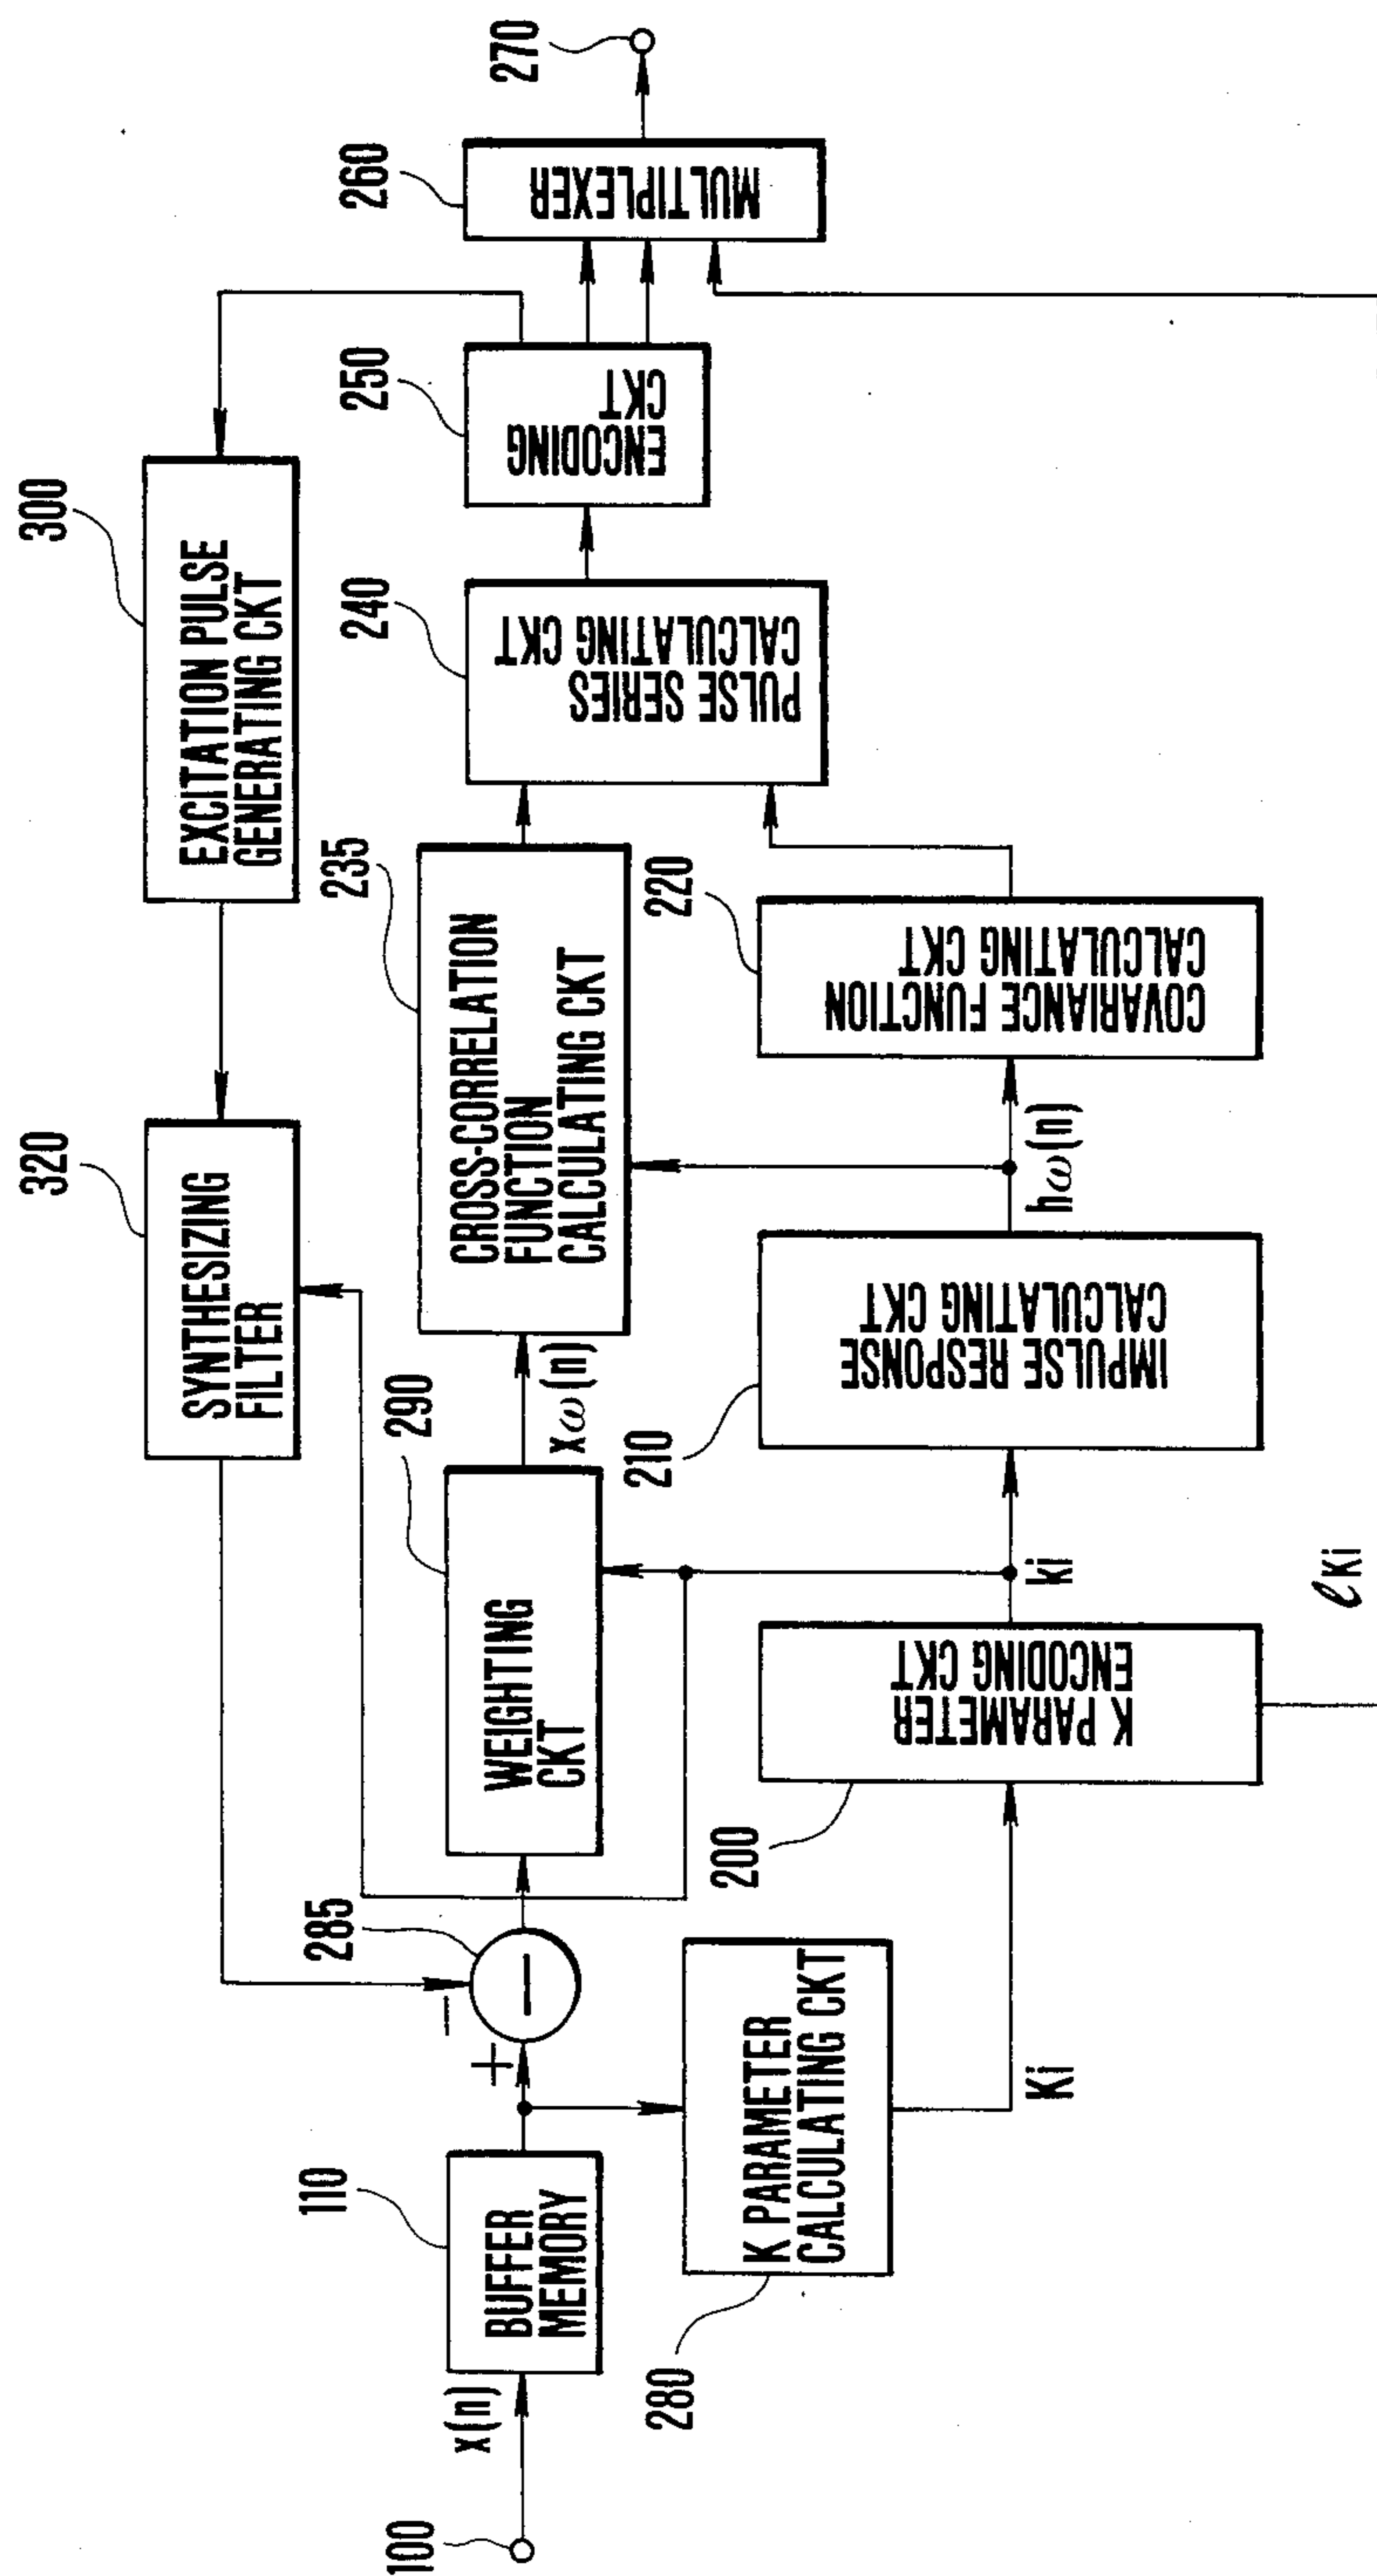 300
EXCITATION PULSE
GENERATING CKT
320
SYNTHESIZING
FILTER
100
x(n)
110
BUFFER
MEMORY
285
+
-
−
290
WEIGHTING
CKT
xω(n)
235
CROSS-CORRELATION
FUNCTION
CALCULATING CKT
240
PULSE SERIES
CALCULATING CKT
250
ENCODING
CKT
260
MULTIPLEXER
270
280
K PARAMETER
CALCULATING CKT
Ki
200
K PARAMETER
ENCODING CKT
ki
210
IMPULSE RESPONSE
CALCULATING CKT
hω(n)
220
COVARIANCE FUNCTION
CALCULATING CKT
ℓKi